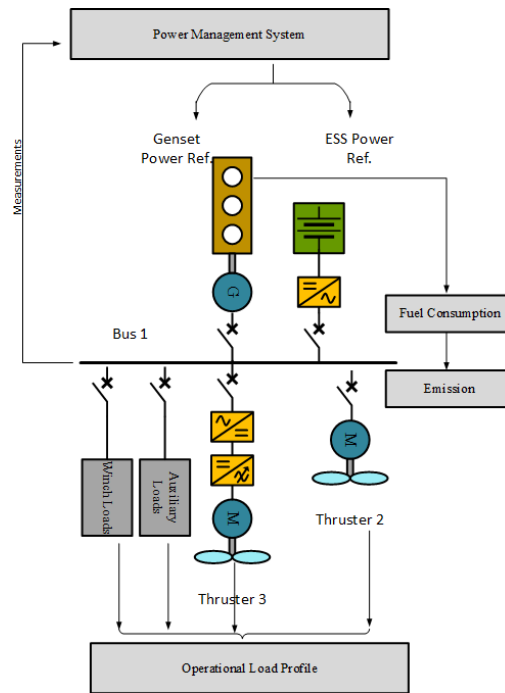 Power Management System
Genset
Power Ref.
ESS Power
Ref.
Measurements
G
Bus 1
Fuel Consumption
Emission
Winch Loads
Auxiliary
Loads
M
M
Thruster 2
Thruster 3
Operational Load Profile